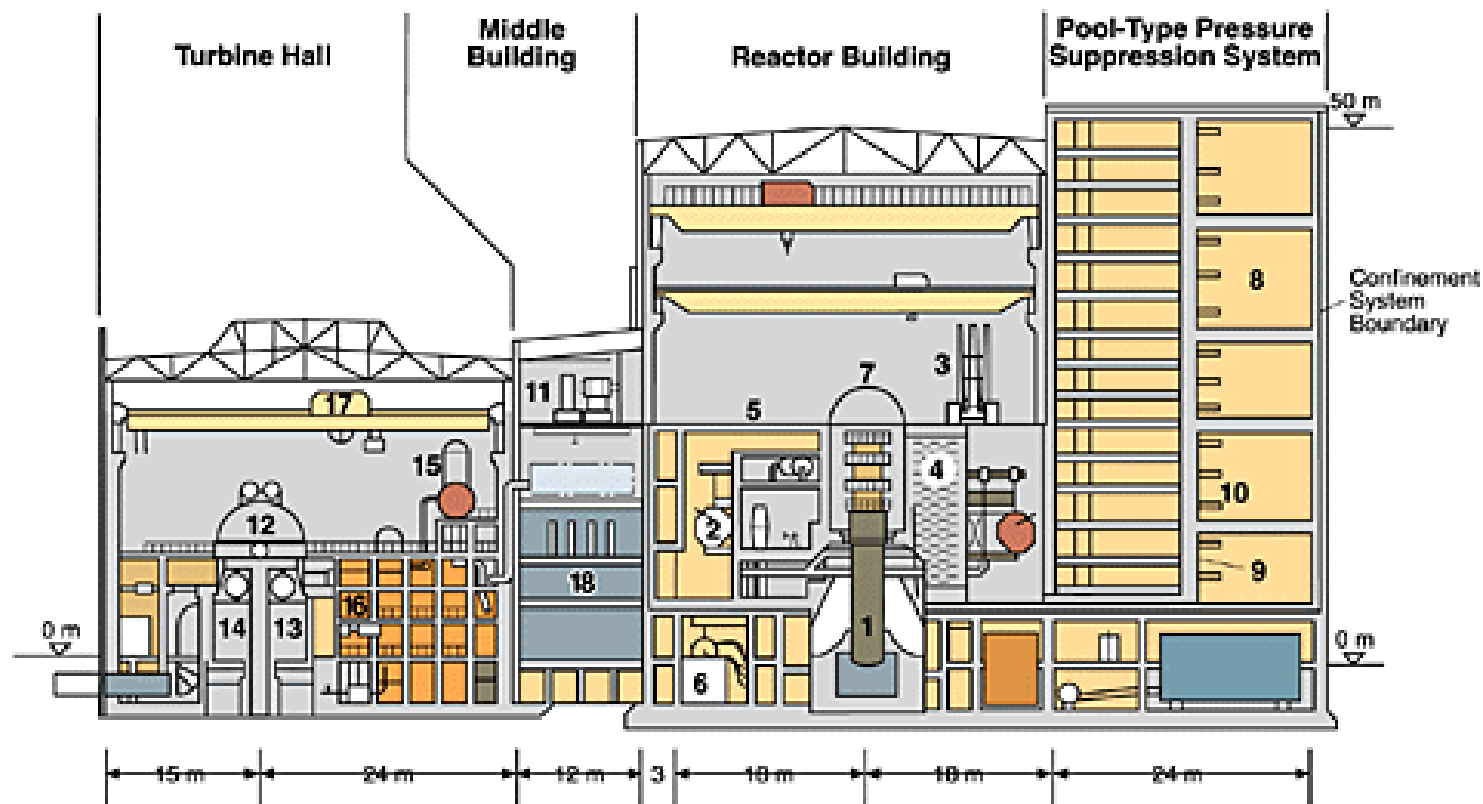 Turbine Hall
Middle
Building
Reactor Building
Pool-Type Pressure
Suppression System
50 m
8
Confinement
System
Boundary
3
7
11
5
17
15
4
10
12
2
9
18
16
14
13
1
0 m
0 m
6
15 m
24 m
12 m
3
18 m
18 m
24 m